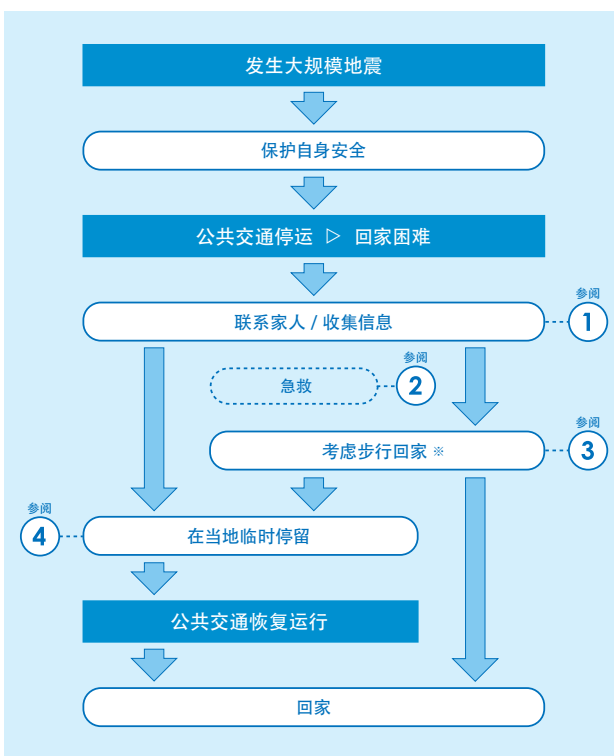 发生大规模地震
保护自身安全
公共交通停运 ▷ 回家困难
参阅
联系家人 / 收集信息
1
参阅
急救
2
参阅
考虑步行回家 ※
3
参阅
4
在当地临时停留
公共交通恢复运行
回家